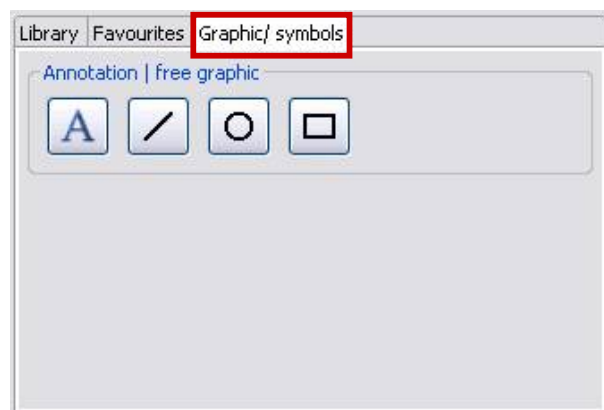 Library Favourites Graphic/ symbols
Annotation | free graphic
A